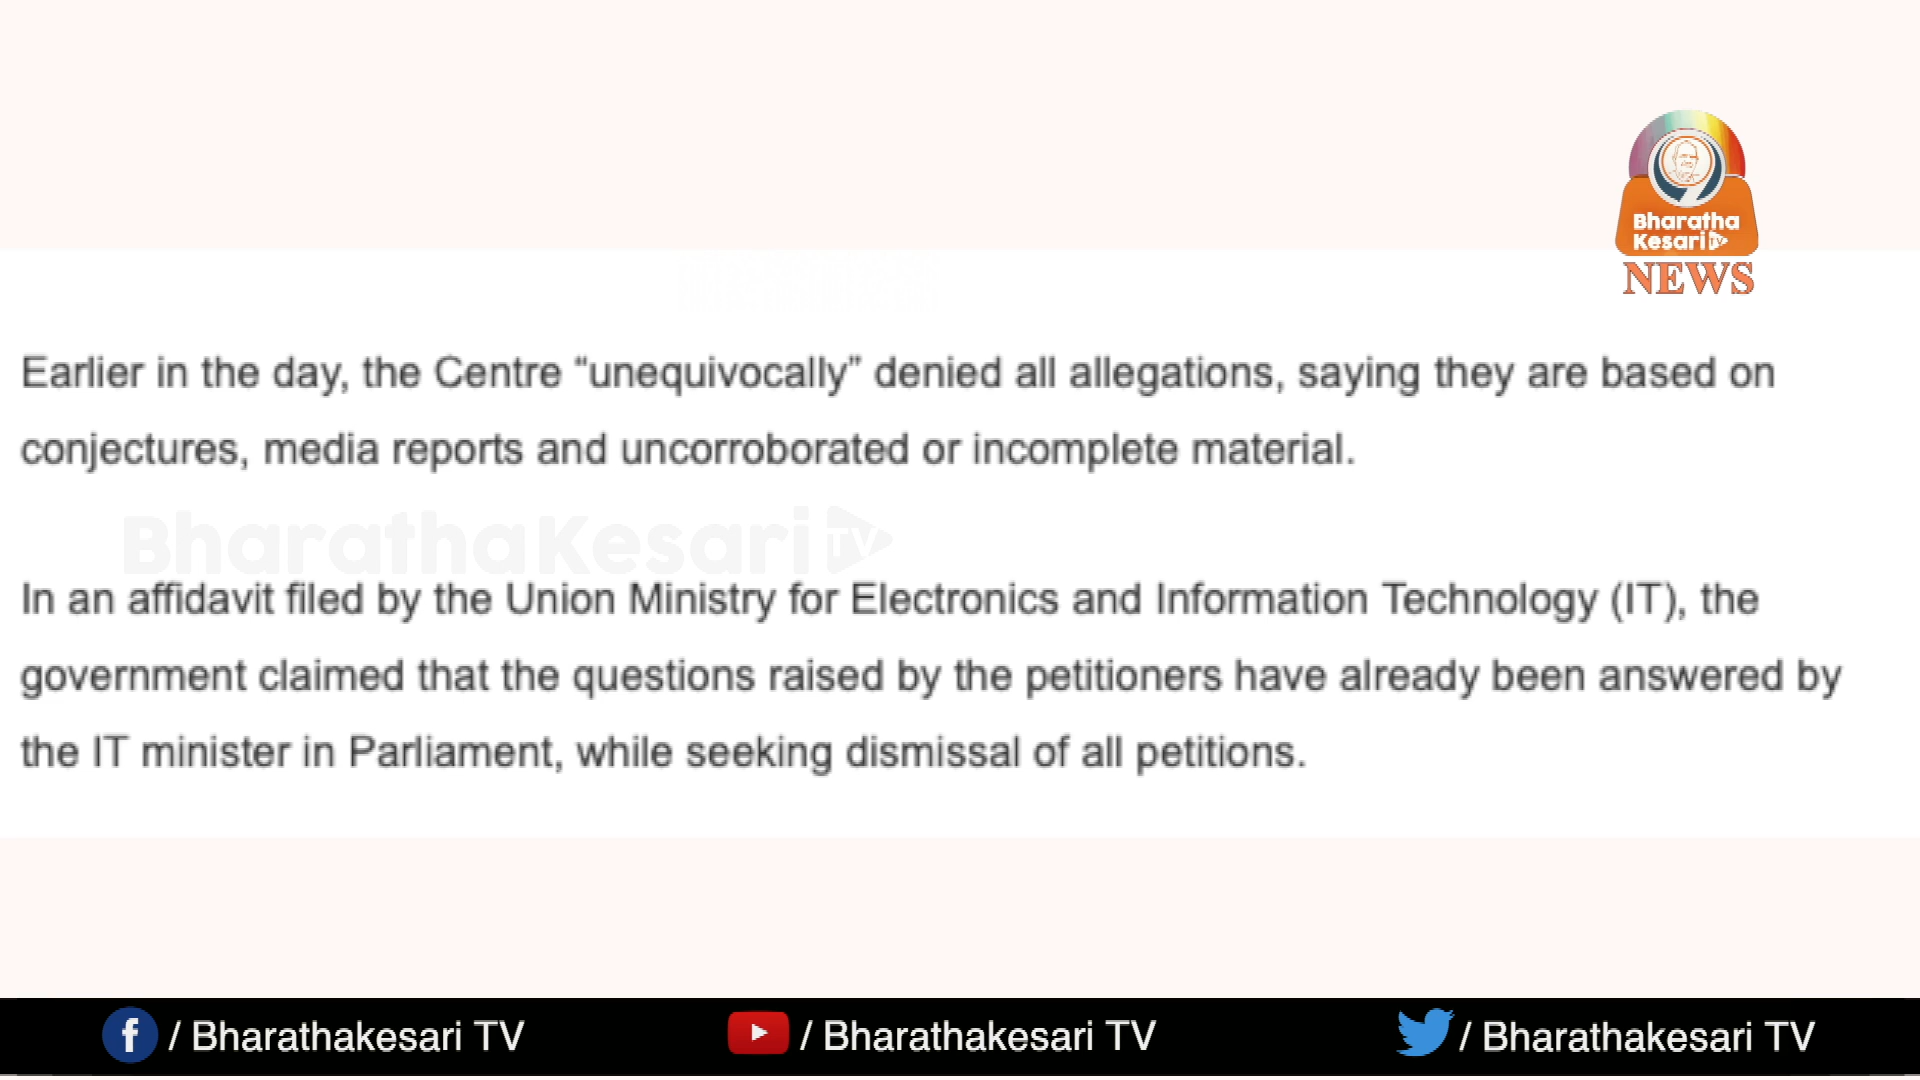 Bharatha
Kesari TV
NEWS
Earlier in the day, the Centre “unequivocally” denied all allegations, saying they are based on
conjectures, media reports and uncorroborated or incomplete material.
BharathaKesari TV
In an affidavit filed by the Union Ministry for Electronics and Information Technology (IT), the
government claimed that the questions raised by the petitioners have already been answered by
the IT minister in Parliament, while seeking dismissal of all petitions.
/ Bharathakesari TV
/ Bharathakesari TV
/ Bharathakesari TV